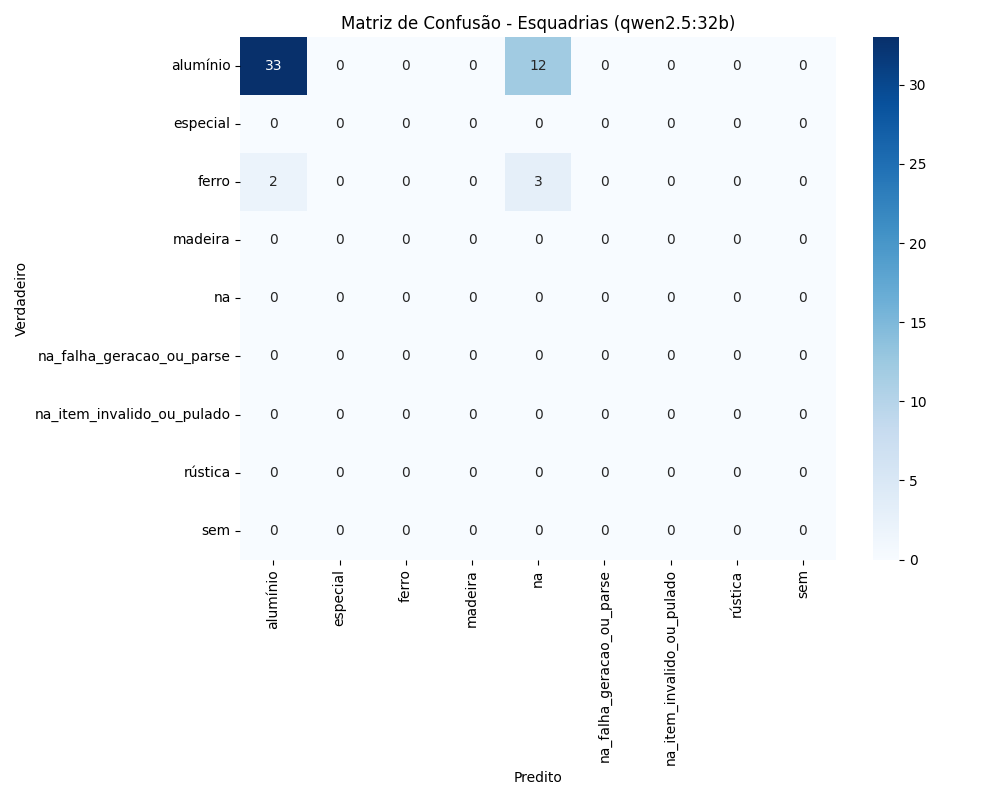 Matriz de Confusão - Esquadrias (qwen2.5:32b)
Verdadeiro
alumínio 33 0 0 0 12 0 0 0 0
especial 0 0 0 0 0 0 0 0 0
ferro 2 0 0 0 3 0 0 0 0
madeira 0 0 0 0 0 0 0 0 0
na 0 0 0 0 0 0 0 0 0
na_falha_geracao_ou_parse 0 0 0 0 0 0 0 0 0
na_item_invalido_ou_pulado 0 0 0 0 0 0 0 0 0
rústica 0 0 0 0 0 0 0 0 0
sem 0 0 0 0 0 0 0 0 0
alumínio
especial
ferro
madeira
na
na_falha_geracao_ou_parse
na_item_invalido_ou_pulado
rústica
sem
Predito
30
25
20
15
10
5
0